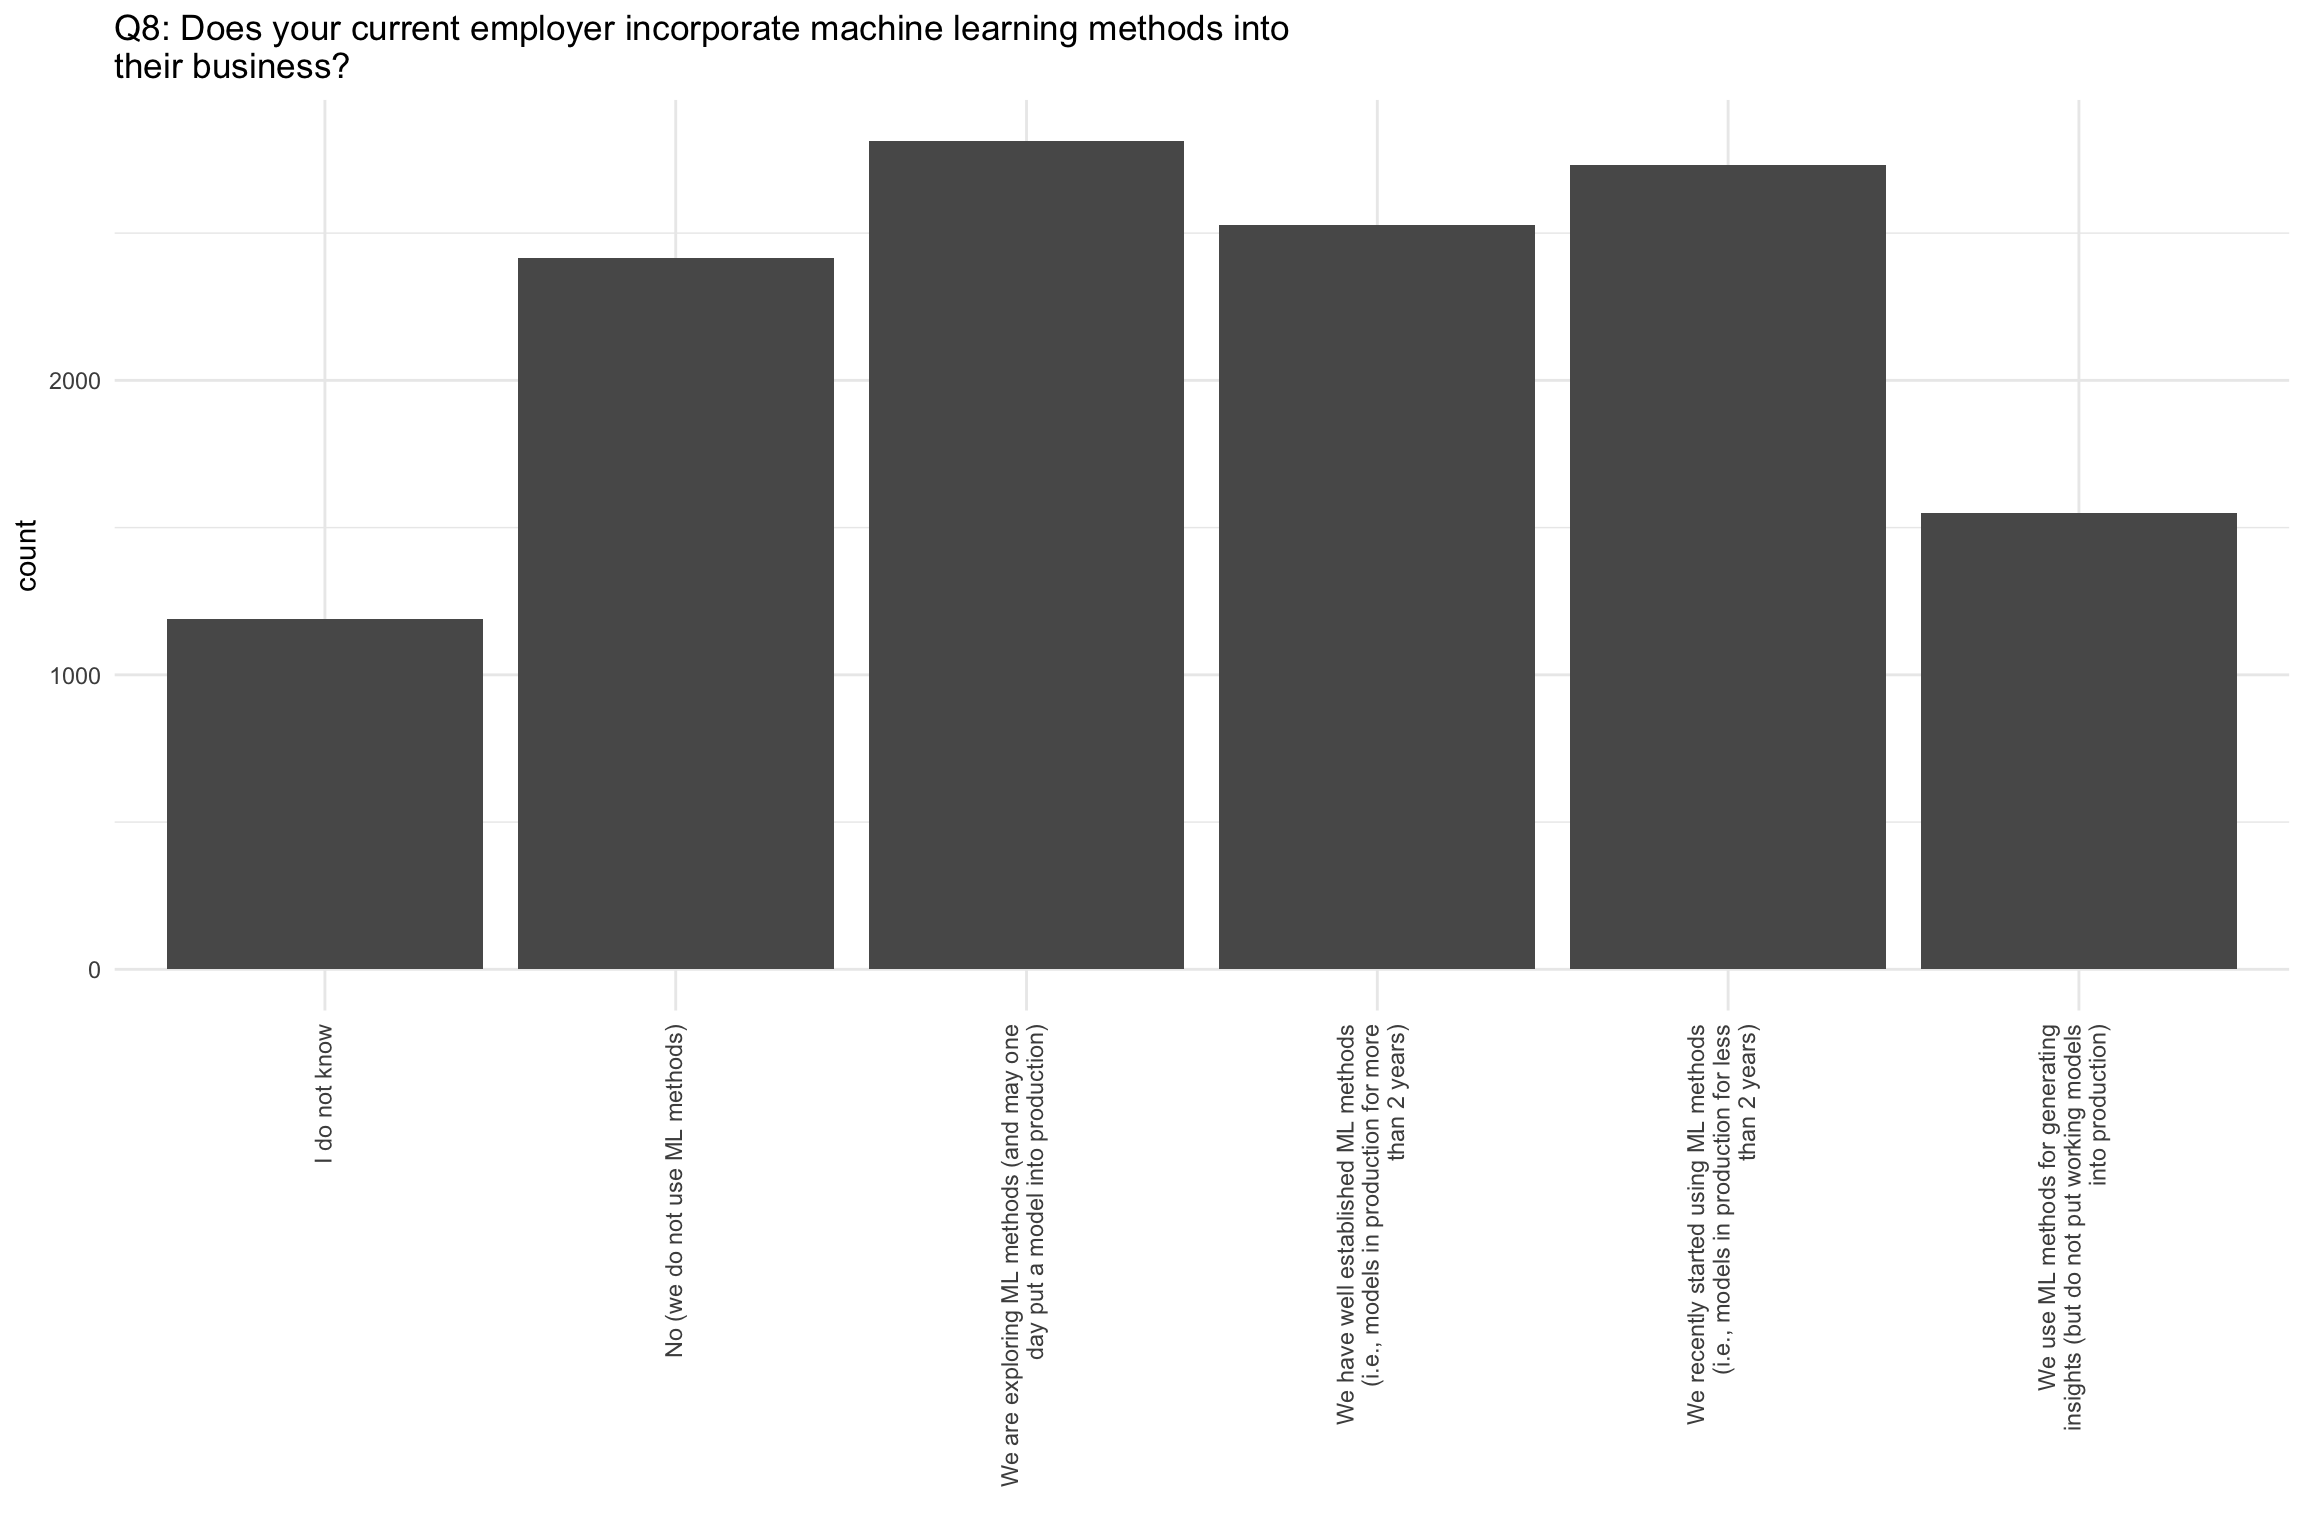 Q8: Does your current employer incorporate machine learning methods into
their business?
count
2000
1000
0
I do not know
No (we do not use ML methods)
We are exploring ML methods (and may one
day put a model into production)
We have well established ML methods
(i.e., models in production for more
than 2 years)
We recently started using ML methods
(i.e., models in production for less
than 2 years)
We use ML methods for generating
insights (but do not put working models
into production)